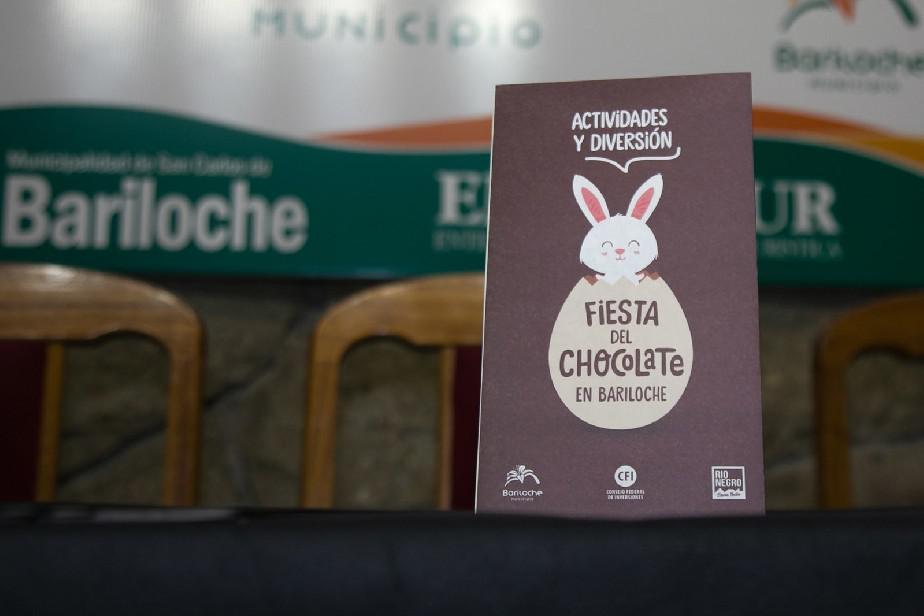 MUNICIPIO
Bariloche
Municipalidad de San Carlos de
Bariloche
UR
ACTIVIDADES
Y DIVERSIÓN
FIESTA
DEL
CHOCOLATE
EN BARILOCHE
Bariloche
CFI
CONSEJO FEDERAL
DE INVERSIONES
RIO
NEGRO